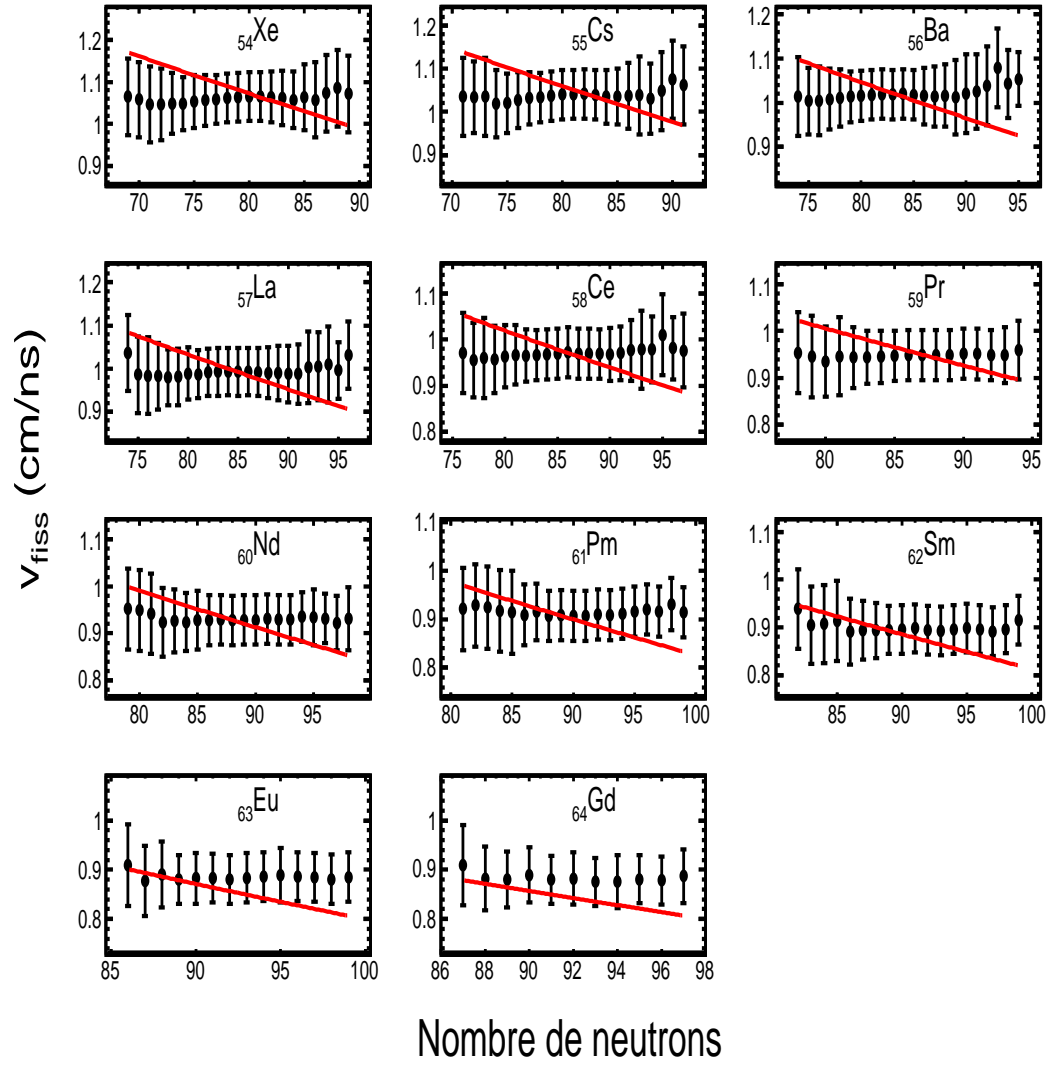 v_fiss (cm/ns)
₅₄Xe
1.2
1.1
1
0.9
70 75 80 85 90
₅₅Cs
1.2
1.1
1
0.9
70 75 80 85 90
₅₆Ba
1.2
1.1
1
0.9
75 80 85 90 95
₅₇La
1.2
1.1
1
0.9
75 80 85 90 95
₅₈Ce
1.1
1
0.9
0.8
75 80 85 90 95
₅₉Pr
1.1
1
0.9
0.8
80 85 90 95
₆₀Nd
1.1
1
0.9
0.8
80 85 90 95
₆₁Pm
1.1
1
0.9
0.8
80 85 90 95 100
₆₂Sm
1.1
1
0.9
0.8
85 90 95 100
₆₃Eu
1
0.9
0.8
85 90 95 100
₆₄Gd
1
0.9
0.8
86 88 90 92 94 96 98
Nombre de neutrons